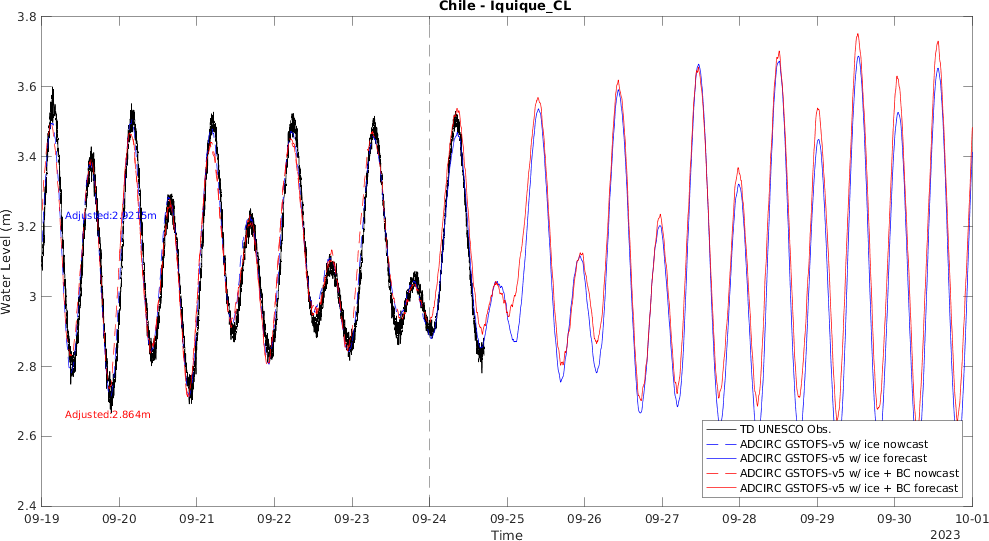 Chile - Iquique_CL
Water Level (m)
3.8
3.6
3.4
3.2
3
2.8
2.6
2.4
Adjusted:2.9215m
Adjusted:2.864m
TD UNESCO Obs.
ADCIRC GSTOFS-v5 w/ ice nowcast
ADCIRC GSTOFS-v5 w/ ice forecast
ADCIRC GSTOFS-v5 w/ ice + BC nowcast
ADCIRC GSTOFS-v5 w/ ice + BC forecast
09-19 09-20 09-21 09-22 09-23 09-24 09-25 09-26 09-27 09-28 09-29 09-30 10-01
Time
2023